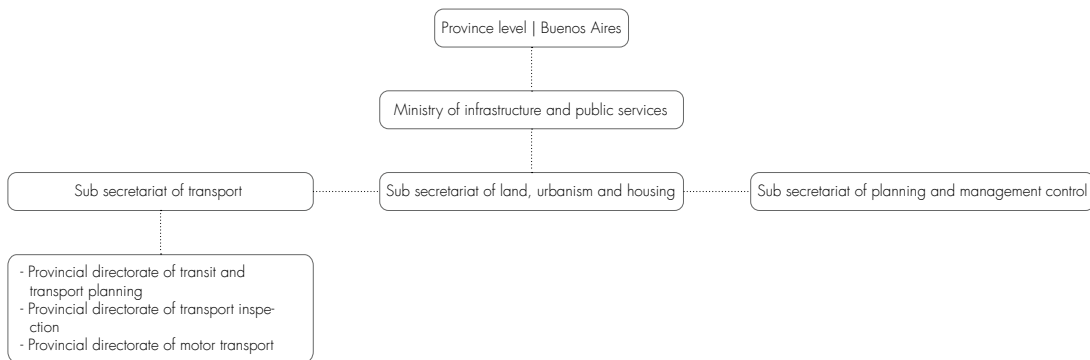 Province level | Buenos Aires
Ministry of infrastructure and public services
Sub secretariat of transport
Sub secretariat of land, urbanism and housing
Sub secretariat of planning and management control
- Provincial directorate of transit and
transport planning
- Provincial directorate of transport inspe-
ction
- Provincial directorate of motor transport